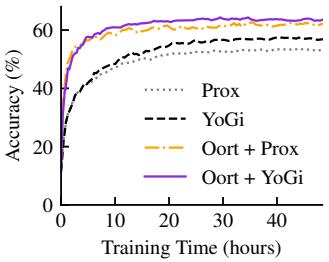 60
40
20
0
Accuracy (%)
Prox
YoGi
Oort + Prox
Oort + YoGi
0 10 20 30 40
Training Time (hours)